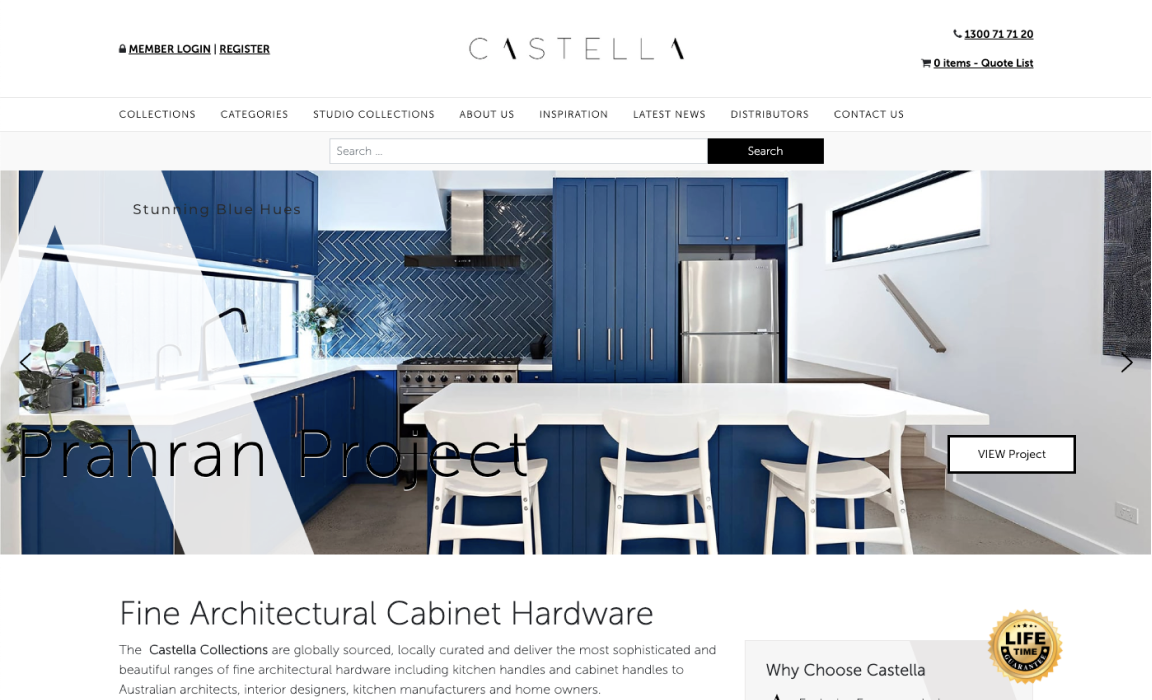 MEMBER LOGIN | REGISTER
CASTELLA
1300 71 71 20
0 items - Quote List
COLLECTIONS CATEGORIES STUDIO COLLECTIONS ABOUT US INSPIRATION LATEST NEWS DISTRIBUTORS CONTACT US
Search ...
Search
Stunning Blue Hues
Prahran Project
VIEW Project
Fine Architectural Cabinet Hardware
The Castella Collections are globally sourced, locally curated and deliver the most sophisticated and
beautiful ranges of fine architectural hardware including kitchen handles and cabinet handles to
Australian architects, interior designers, kitchen manufacturers and home owners.
LIFE
TIME
GUARANTEE
Why Choose Castella